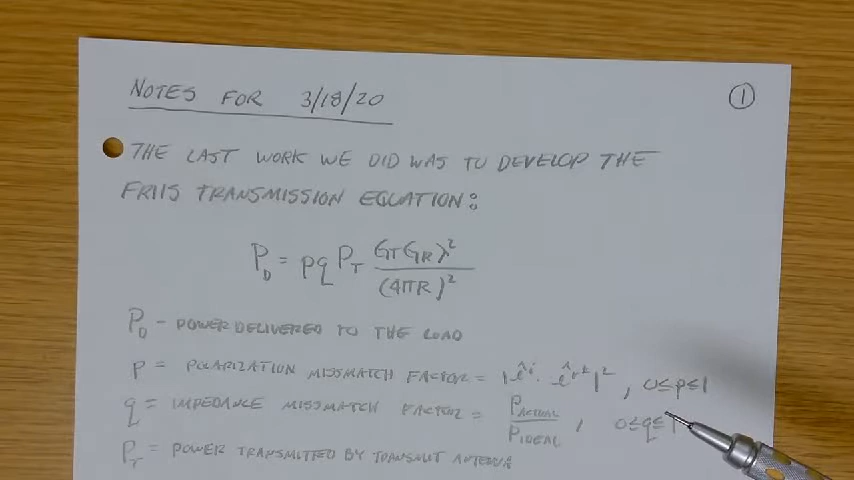 NOTES FOR 3/18/20
①
THE LAST WORK WE DID WAS TO DEVELOP THE
FRIIS TRANSMISSION EQUATION:
P_D = pq P_T (G_T G_R λ²) / (4πR)²
P_D - POWER DELIVERED TO THE LOAD
p = POLARIZATION MISSMATCH FACTOR = |ê^i · ê^r*|², 0≤p≤1
q = IMPEDANCE MISSMATCH FACTOR = P_ACTUAL / P_IDEAL, 0≤q≤1
P_T = POWER TRANSMITTED BY TRANSMIT ANTENNA